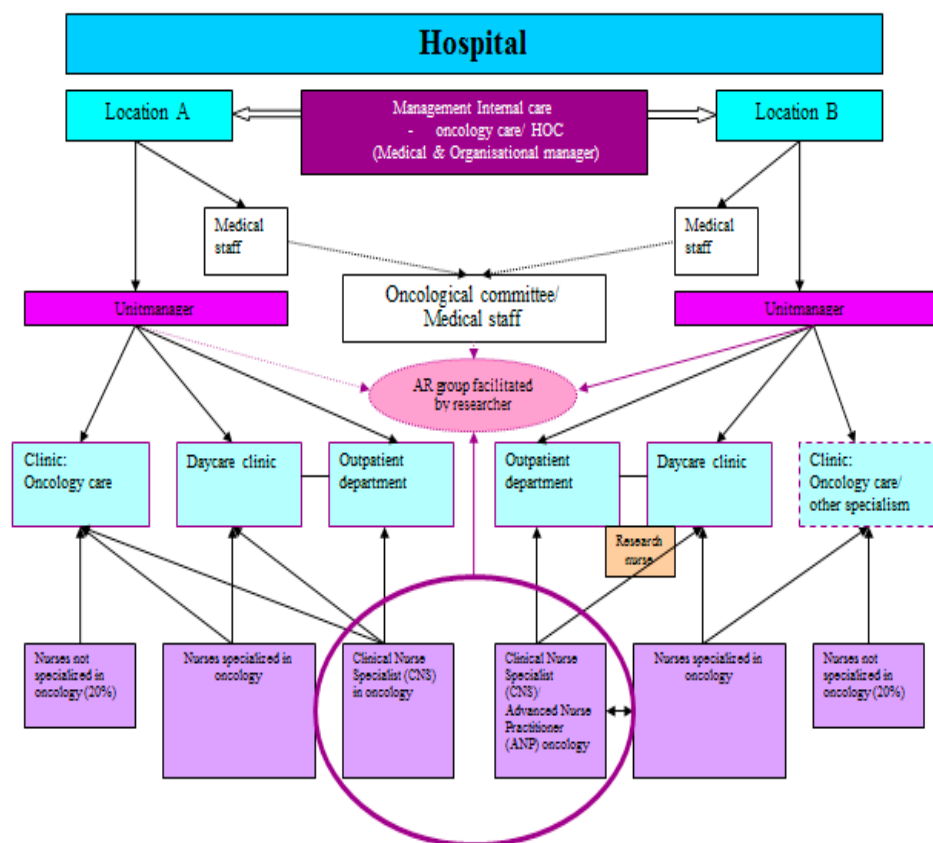 Hospital
Location A
Management Internal care
- oncology care/ HOC
(Medical & Organisational manager)
Location B
Medical
staff
Medical
staff
Oncological committee/
Medical staff
Unitmanager
Unitmanager
AR group facilitated
by researcher
Clinic:
Oncology care
Daycare clinic
Outpatient
department
Outpatient
department
Daycare clinic
Clinic:
Oncology care/
other specialism
Research
nurse
Nurses not
specialized in
oncology (20%)
Nurses specialized in
oncology
Clinical Nurse
Specialist (CNS)
in oncology
Clinical Nurse
Specialist
(CNS)/
Advanced Nurse
Practitioner
(ANP) oncology
Nurses specialized in
oncology
Nurses not
specialized in
oncology (20%)